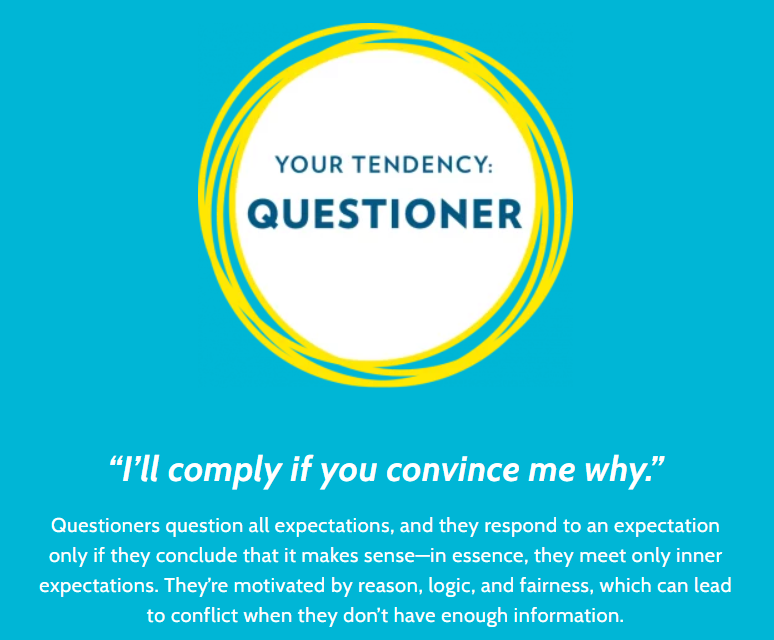 YOUR TENDENCY:
QUESTIONER
“I’ll comply if you convince me why.”
Questioners question all expectations, and they respond to an expectation
only if they conclude that it makes sense—in essence, they meet only inner
expectations. They’re motivated by reason, logic, and fairness, which can lead
to conflict when they don’t have enough information.